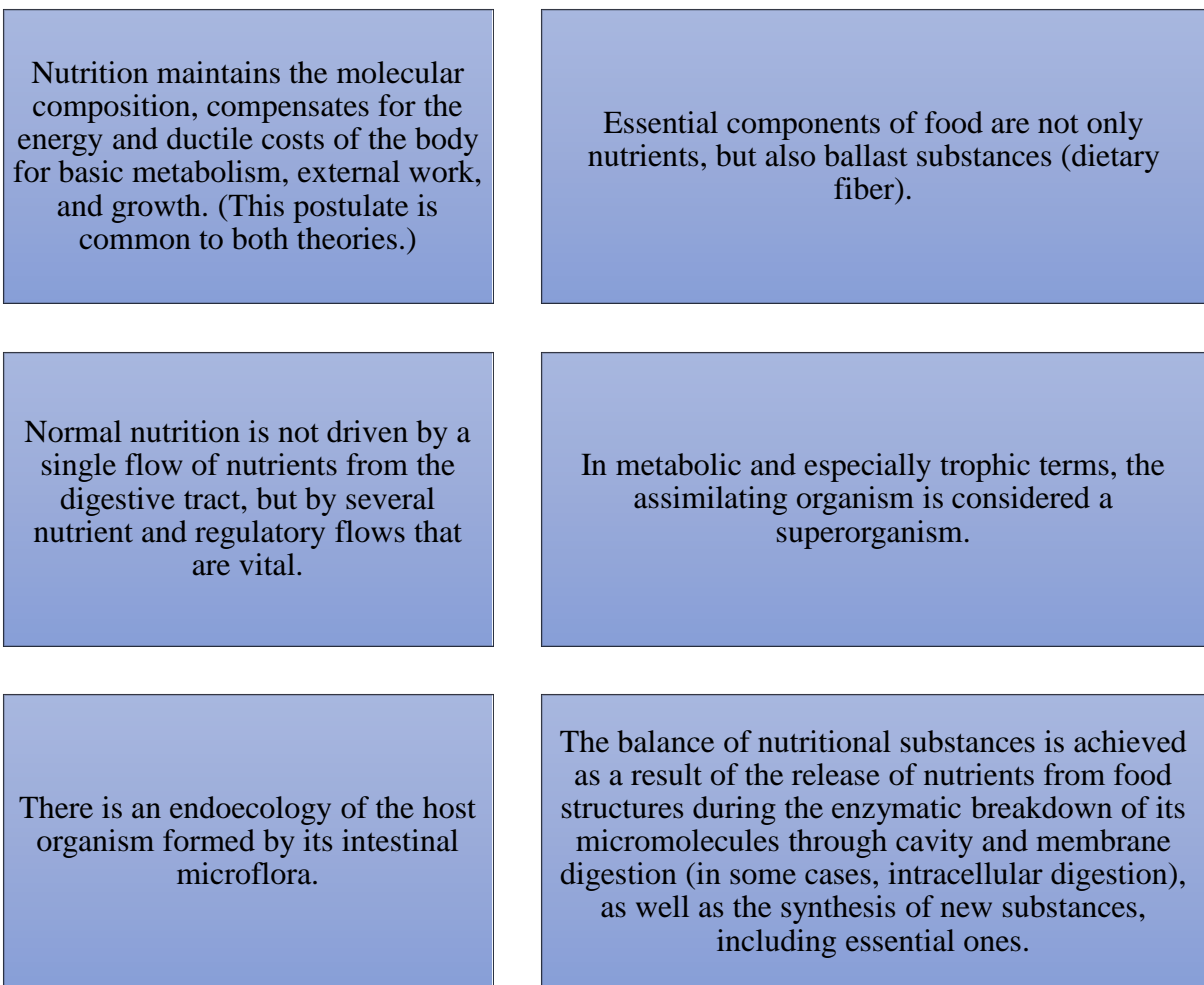 Nutrition maintains the molecular
composition, compensates for the
energy and ductile costs of the body
for basic metabolism, external work,
and growth. (This postulate is
common to both theories.)
Essential components of food are not only
nutrients, but also ballast substances (dietary
fiber).
Normal nutrition is not driven by a
single flow of nutrients from the
digestive tract, but by several
nutrient and regulatory flows that
are vital.
In metabolic and especially trophic terms, the
assimilating organism is considered a
superorganism.
There is an endoecology of the host
organism formed by its intestinal
microflora.
The balance of nutritional substances is achieved
as a result of the release of nutrients from food
structures during the enzymatic breakdown of its
micromolecules through cavity and membrane
digestion (in some cases, intracellular digestion),
as well as the synthesis of new substances,
including essential ones.